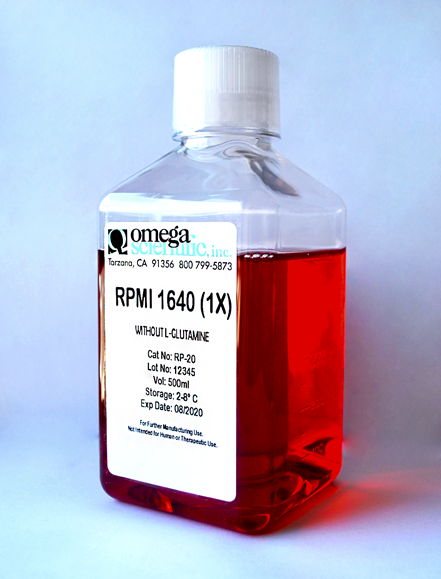 Ω omega
scientific, inc.
Tarzana, CA 91356 800 799-5873
RPMI 1640 (1X)
WITHOUT L-GLUTAMINE
Cat No: RP-20
Lot No: 12345
Vol: 500ml
Storage: 2-8° C
Exp Date: 08/2020
For Further Manufacturing Use.
Not Intended for Human or Therapeutic Use.